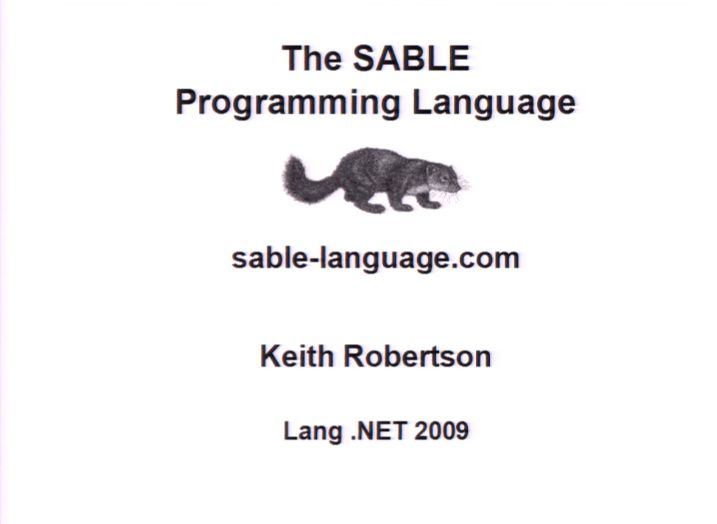 The SABLE
Programming Language
sable-language.com
Keith Robertson
Lang .NET 2009